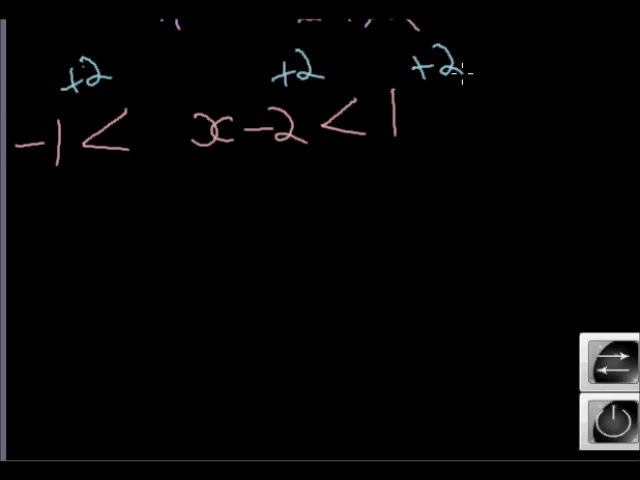 +2 +2 +2
-1 < x-2 < 1